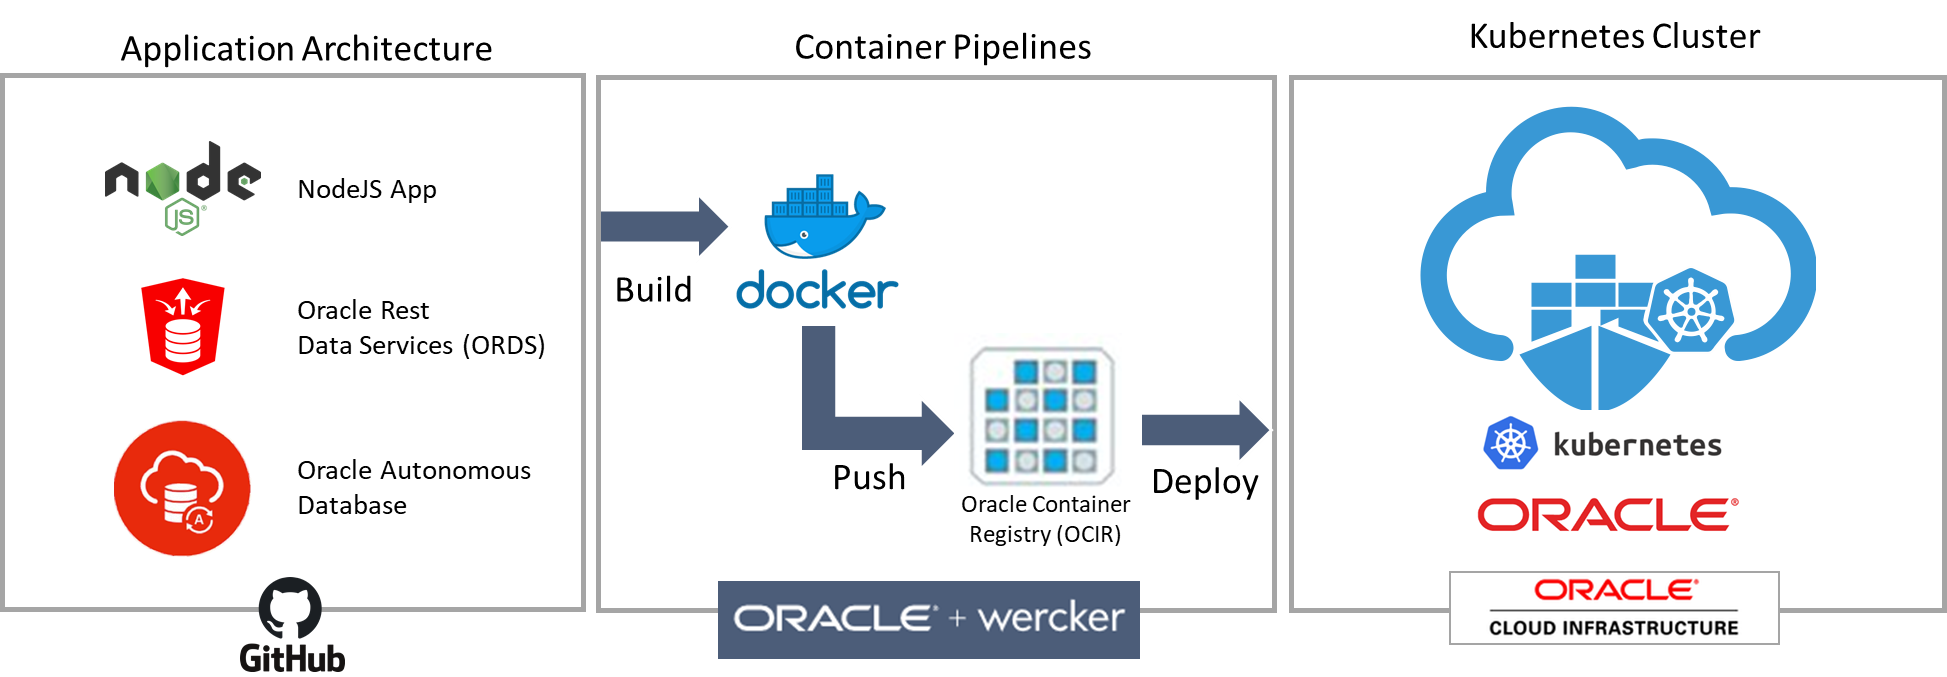 Application Architecture
node
JS
®
NodeJS App
Oracle Rest
Data Services (ORDS)
A
Oracle Autonomous
Database
GitHub
Container Pipelines
Build
docker
Push
Oracle Container
Registry (OCIR)
Deploy
ORACLE® + wercker
Kubernetes Cluster
kubernetes
ORACLE®
ORACLE®
CLOUD INFRASTRUCTURE